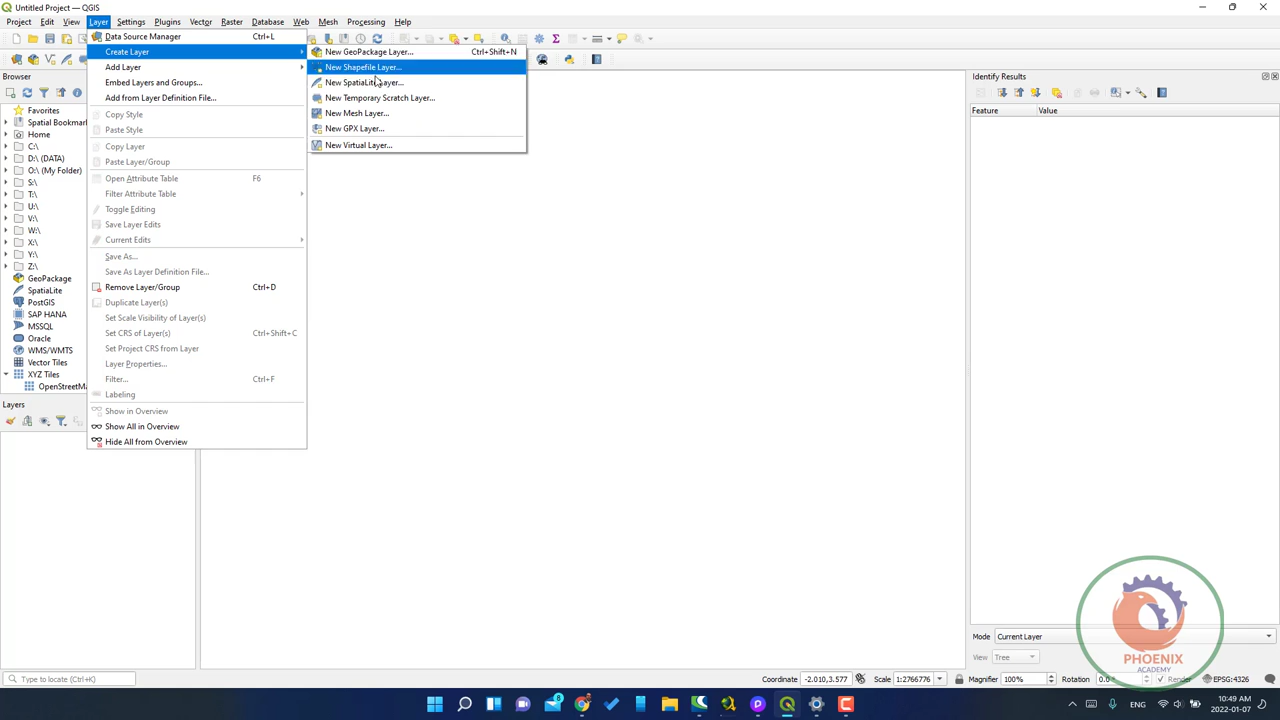 Untitled Project — QGIS
Project Edit View Layer Settings Plugins Vector Raster Database Web Mesh Processing Help
Data Source Manager Ctrl+L
Create Layer
Add Layer
Embed Layers and Groups...
Add from Layer Definition File...
Copy Style
Paste Style
Copy Layer
Paste Layer/Group
Open Attribute Table F6
Filter Attribute Table
Toggle Editing
Save Layer Edits
Current Edits
Save As...
Save As Layer Definition File...
Remove Layer/Group Ctrl+D
Duplicate Layer(s)
Set Scale Visibility of Layer(s)
Set CRS of Layer(s) Ctrl+Shift+C
Set Project CRS from Layer
Layer Properties...
Filter... Ctrl+F
Labeling
Show in Overview
Show All in Overview
Hide All from Overview
New GeoPackage Layer... Ctrl+Shift+N
New Shapefile Layer...
New SpatiaLite Layer...
New Temporary Scratch Layer...
New Mesh Layer...
New GPX Layer...
New Virtual Layer...
Browser
Favorites
Spatial Bookm
Home
C:\
D:\ (DATA)
O:\ (My Folder)
S:\
T:\
U:\
V:\
W:\
X:\
Y:\
Z:\
GeoPackage
SpatiaLite
PostGIS
SAP HANA
MSSQL
Oracle
WMS/WMTS
Vector Tiles
XYZ Tiles
OpenStreetMa
Layers
Identify Results
Feature Value
Mode Current Layer
View Tree
PHOENIX
ACADEMY
Type to locate (Ctrl+K)
Coordinate -2.010,3.577 Scale 1:2766776 Magnifier 100% Rotation 0.0 EPSG:4326
ENG
10:49 AM
2022-01-07